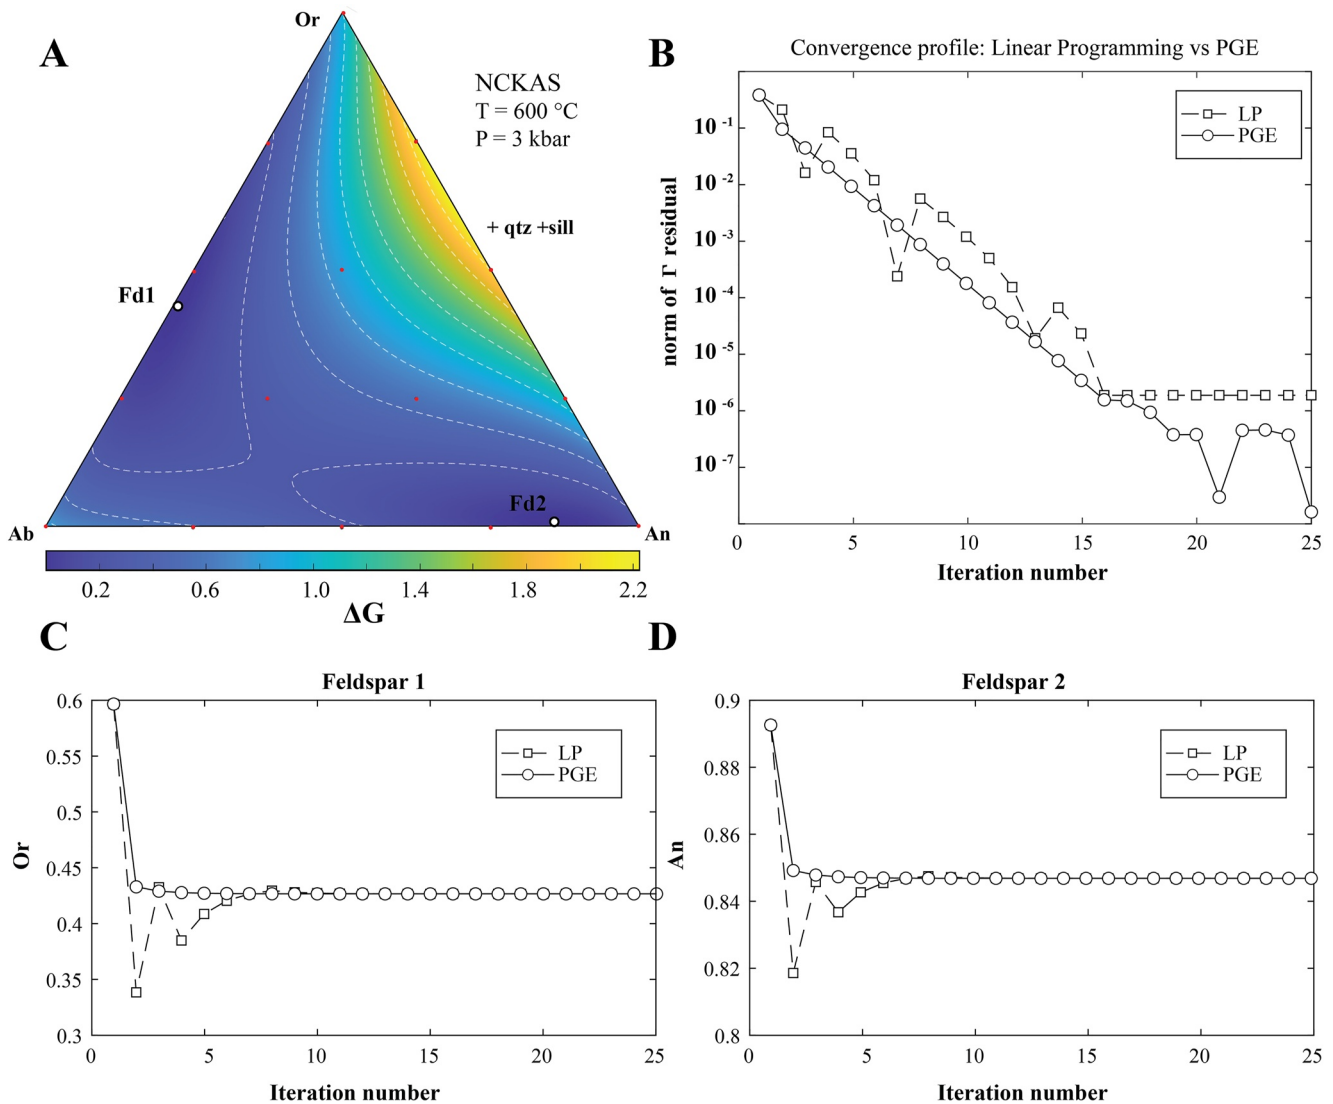 A
Or
NCKAS
T = 600 °C
P = 3 kbar
+ qtz +sill
Fd1
Fd2
Ab
An
0.2 0.6 1.0 1.4 1.8 2.2
ΔG
B
Convergence profile: Linear Programming vs PGE
LP
PGE
norm of Γ residual
10-1
10-2
10-3
10-4
10-5
10-6
10-7
0 5 10 15 20 25
Iteration number
C
Feldspar 1
LP
PGE
Or
0.6
0.55
0.5
0.45
0.4
0.35
0.3
0 5 10 15 20 25
Iteration number
D
Feldspar 2
LP
PGE
An
0.9
0.88
0.86
0.84
0.82
0.8
0 5 10 15 20 25
Iteration number